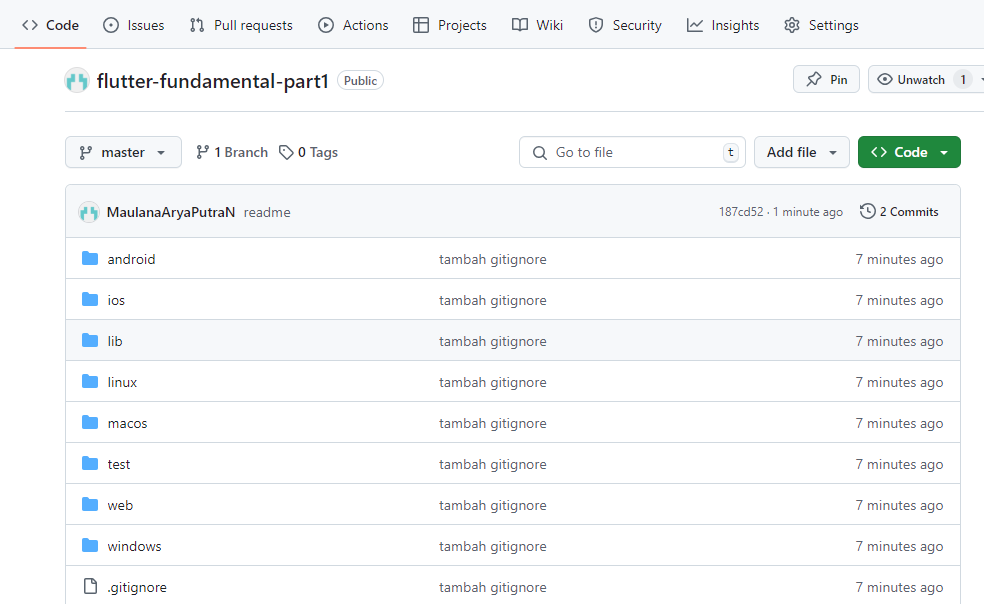 Code Issues Pull requests Actions Projects Wiki Security Insights Settings
flutter-fundamental-part1 Public Pin Unwatch 1
master 1 Branch 0 Tags Go to file t Add file Code
MaulanaAryaPutraN readme 187cd52 · 1 minute ago 2 Commits
android tambah gitignore 7 minutes ago
ios tambah gitignore 7 minutes ago
lib tambah gitignore 7 minutes ago
linux tambah gitignore 7 minutes ago
macos tambah gitignore 7 minutes ago
test tambah gitignore 7 minutes ago
web tambah gitignore 7 minutes ago
windows tambah gitignore 7 minutes ago
.gitignore tambah gitignore 7 minutes ago